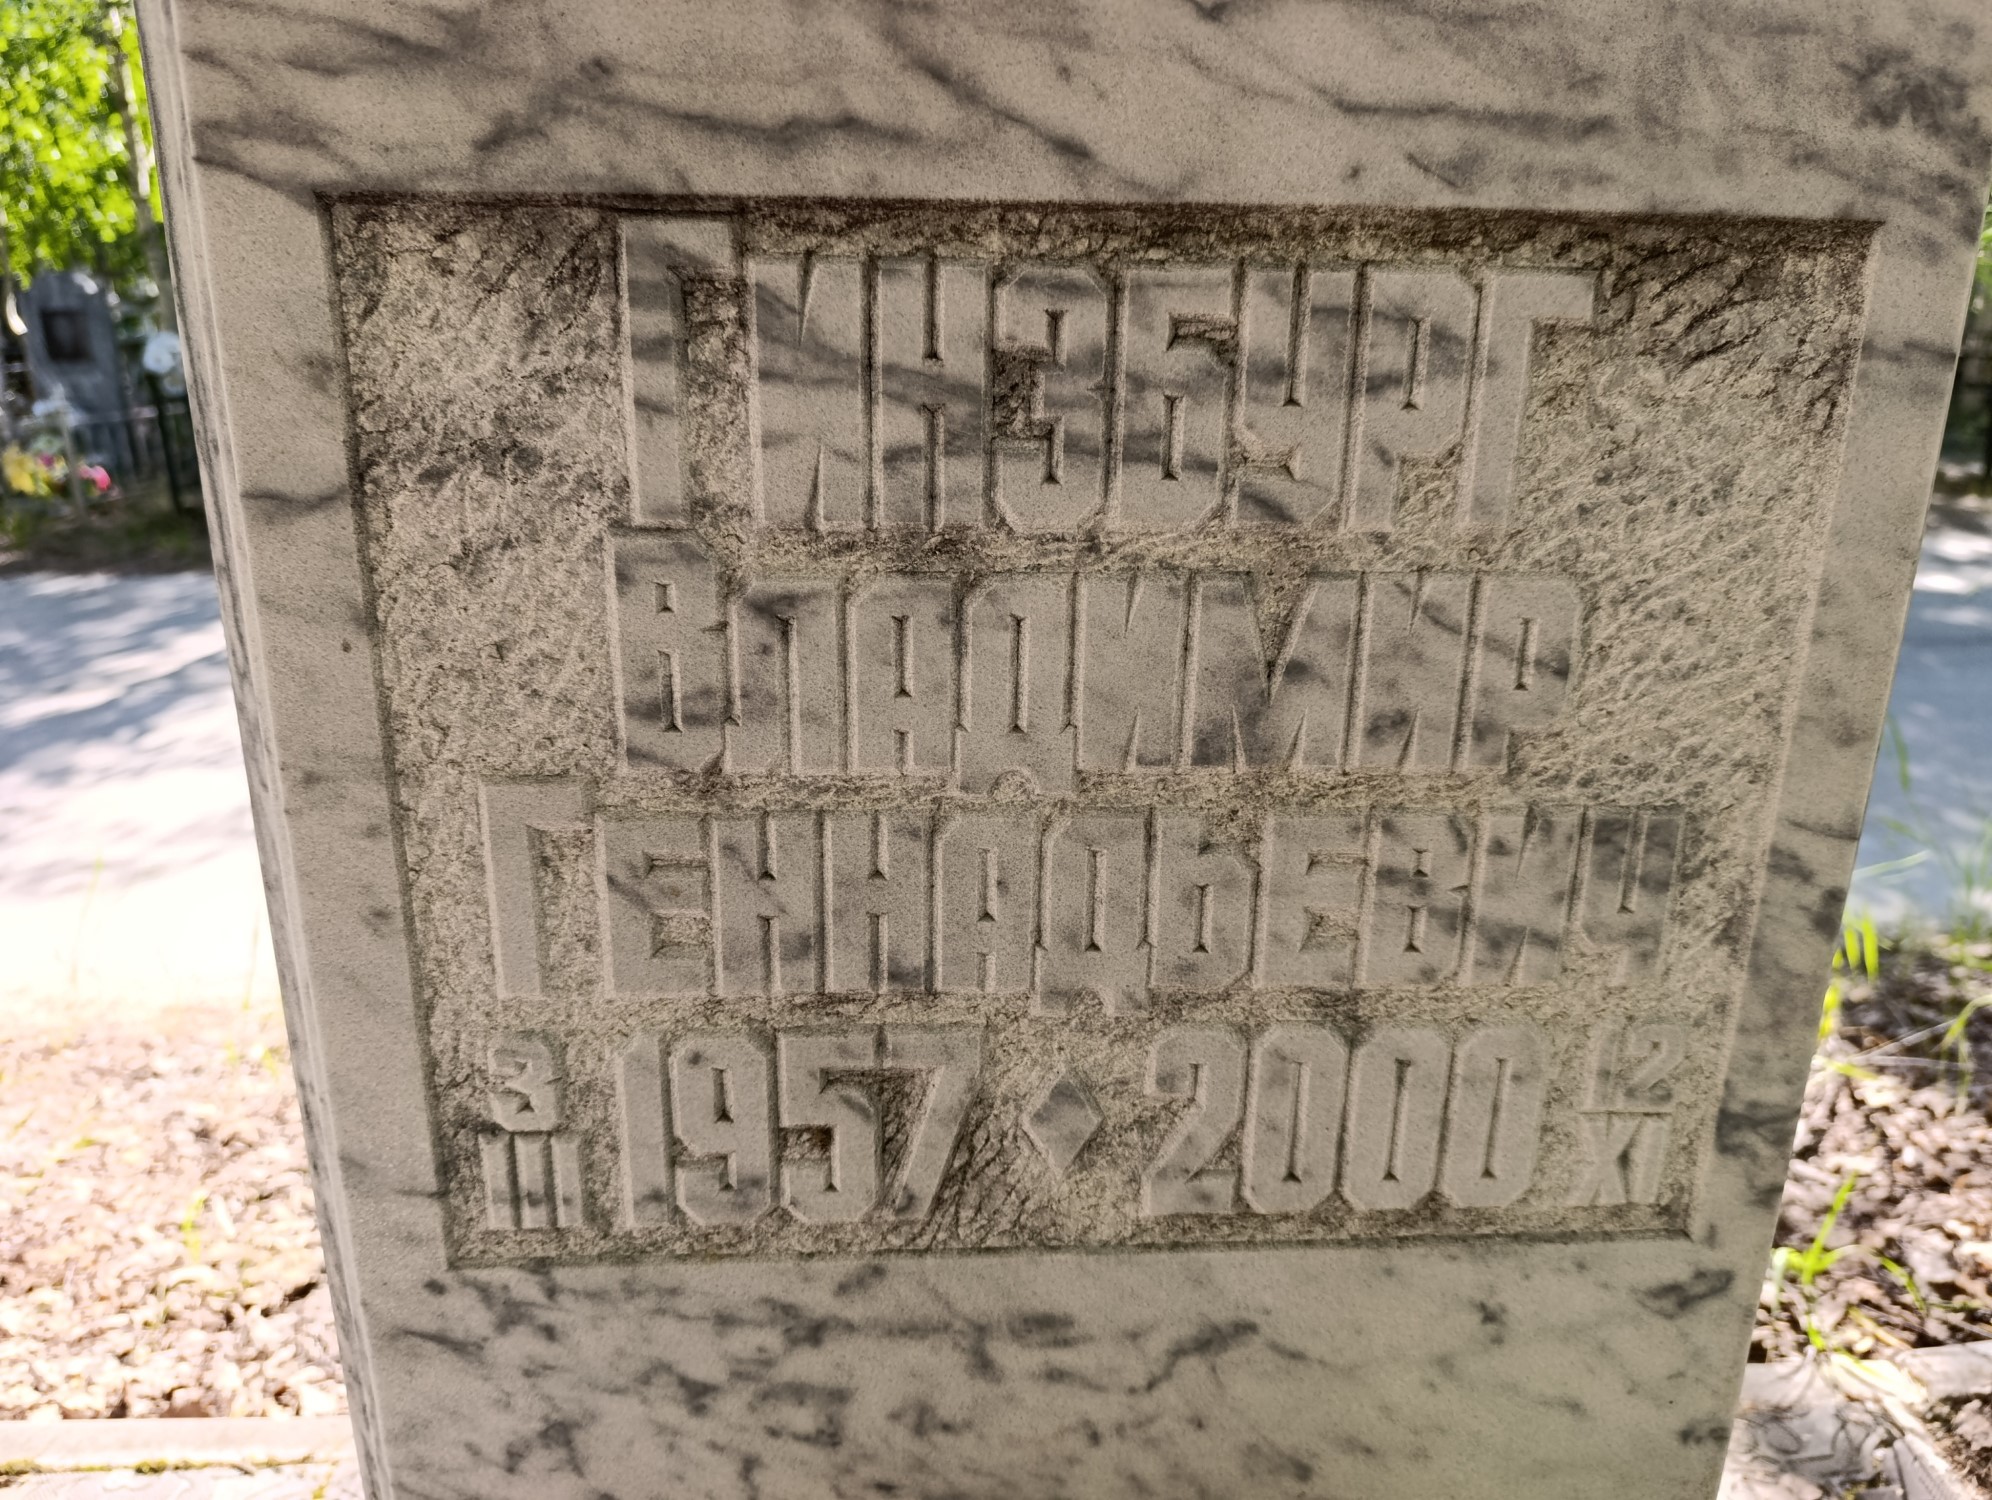 ГИНЗБУРГ
ВЛАДИМИР
ГЕННАДЬЕВИЧ
3 III 1957 ♦ 2000 12 XI